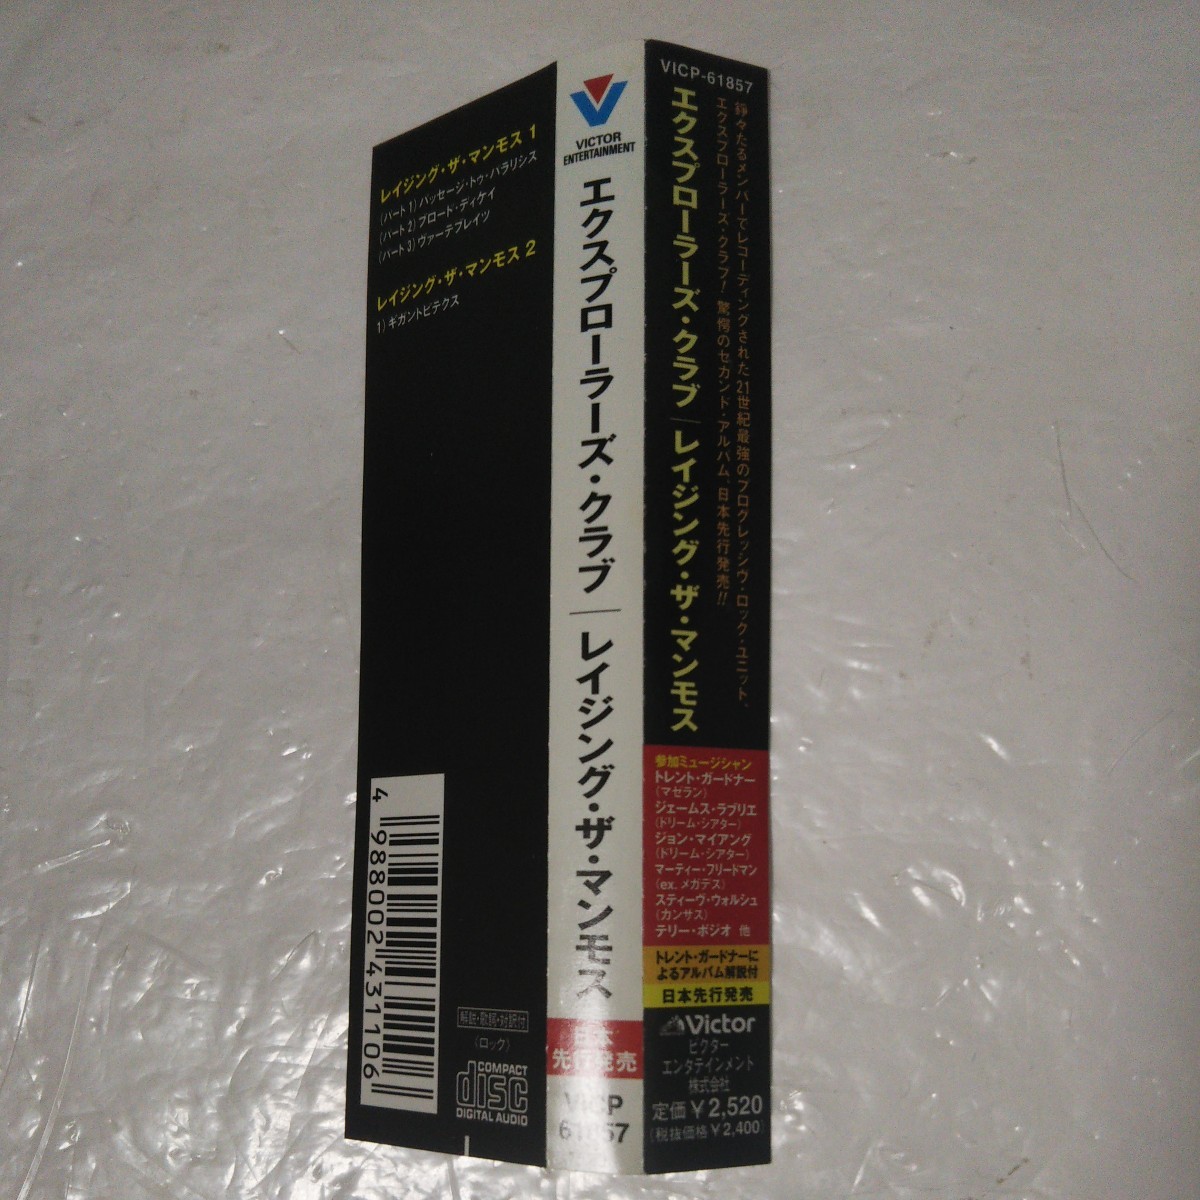 レイジング・ザ・マンモス 1
(パート1) パッセージ・トゥ・パラリシス
(パート2) ブロード・ディケイ
(パート3) ヴァーテブレイツ
レイジング・ザ・マンモス 2
1) ギガントピテクス
4 988002 431106
解説・歌詞・対訳付
(ロック)
COMPACT
disc
DIGITAL AUDIO
VICTOR
ENTERTAINMENT
エクスプローラーズ・クラブ|レイジング・ザ・マンモス
日本
先行発売
VICP
61857
VICP-61857
錚々たるメンバーでレコーディングされた21世紀最強のプログレッシヴ・ロック・ユニット、
エクスプローラーズ・クラブ! 驚愕のセカンド・アルバム、日本先行発売!!
エクスプローラーズ・クラブ|レイジング・ザ・マンモス
参加ミュージシャン
トレント・ガードナー
(マゼラン)
ジェームス・ラブリエ
(ドリーム・シアター)
ジョン・マイアング
(ドリーム・シアター)
マーティー・フリードマン
(ex.メガデス)
スティーヴ・ウォルシュ
(カンサス)
テリー・ボジオ 他
トレント・ガードナーに
よるアルバム解説付
日本先行発売
Victor
ビクター
エンタテインメント
株式会社
定価¥2,520
(税抜価格¥2,400)